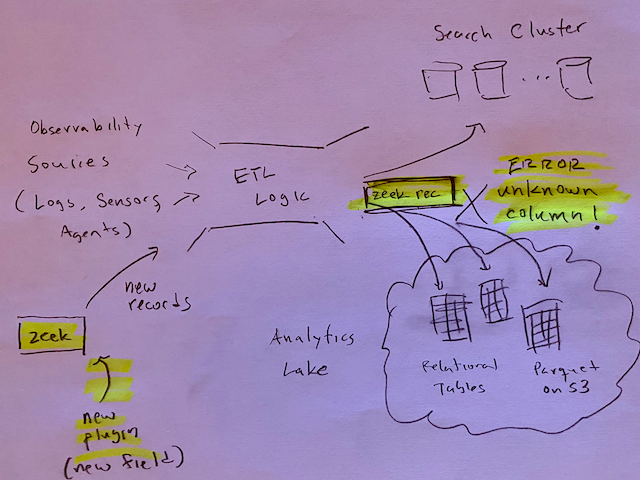 Search Cluster
...
Observability
Sources
(Logs, Sensors,
Agents)
ETL
Logic
zeek rec
ERROR
unknown
column!
new
records
zeek
Analytics
Lake
Relational
Tables
Parquet
on S3
new
plugin
(new field)